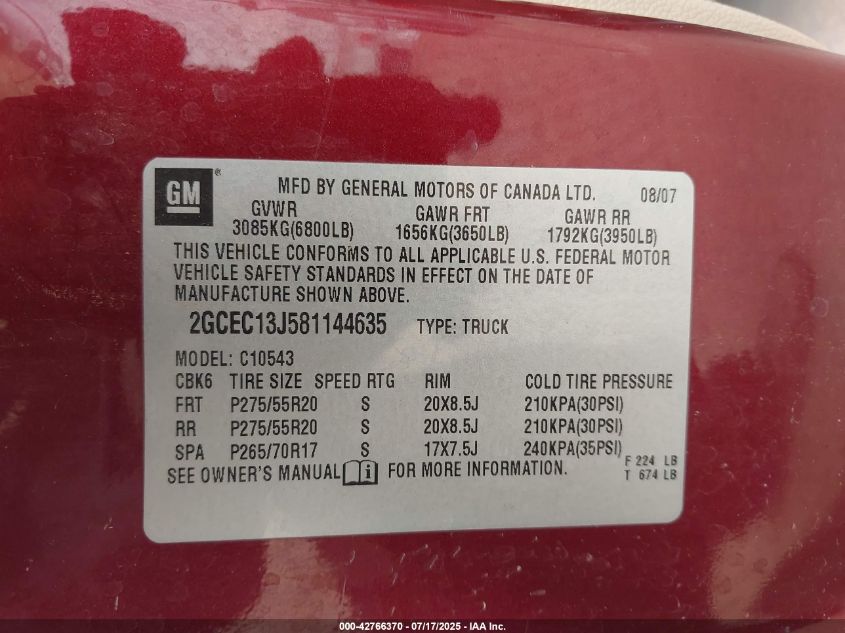 GM ® MFD BY GENERAL MOTORS OF CANADA LTD. 08/07
GVWR GAWR FRT GAWR RR
3085KG(6800LB) 1656KG(3650LB) 1792KG(3950LB)
THIS VEHICLE CONFORMS TO ALL APPLICABLE U.S. FEDERAL MOTOR
VEHICLE SAFETY STANDARDS IN EFFECT ON THE DATE OF
MANUFACTURE SHOWN ABOVE.
2GCEC13J581144635 TYPE: TRUCK
MODEL: C10543
CBK6 TIRE SIZE SPEED RTG RIM COLD TIRE PRESSURE
FRT P275/55R20 S 20X8.5J 210KPA(30PSI)
RR P275/55R20 S 20X8.5J 210KPA(30PSI)
SPA P265/70R17 S 17X7.5J 240KPA(35PSI)
F 224 LB
SEE OWNER'S MANUAL i FOR MORE INFORMATION. T 674 LB
000-42766370 - 07/17/2025 - IAA Inc.